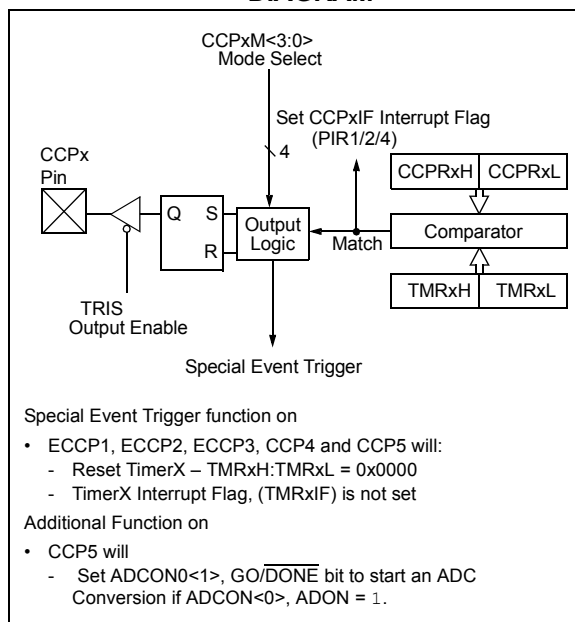 DIAGRAM
CCPxM<3:0>
Mode Select
Set CCPxIF Interrupt Flag
(PIR1/2/4)
4
CCPx
Pin
CCPRxH CCPRxL
Q S
R
Output
Logic
Match
Comparator
TMRxH TMRxL
TRIS
Output Enable
Special Event Trigger
Special Event Trigger function on
• ECCP1, ECCP2, ECCP3, CCP4 and CCP5 will:
- Reset TimerX – TMRxH:TMRxL = 0x0000
- TimerX Interrupt Flag, (TMRxIF) is not set
Additional Function on
• CCP5 will
- Set ADCON0<1>, GO/DONE bit to start an ADC
Conversion if ADCON<0>, ADON = 1.